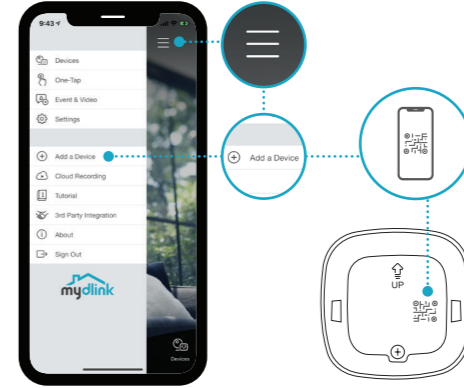 9:43
Devices
One-Tap
Event & Video
Settings
Add a Device
Cloud Recording
Tutorial
3rd Party Integration
About
Sign Out
mydlink
Devices
Add a Device
UP